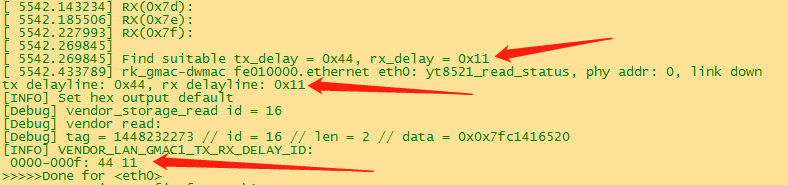 [ 5542.143234] RX(0x7d):
[ 5542.185506] RX(0x7e):
[ 5542.227993] RX(0x7f):
[ 5542.269845]
[ 5542.269845] Find suitable tx_delay = 0x44, rx_delay = 0x11
[ 5542.433789] rk_gmac-dwmac fe010000.ethernet eth0: yt8521_read_status, phy addr: 0, link down
tx delayline: 0x44, rx delayline: 0x11
[INFO] Set hex output default
[Debug] vendor_storage_read id = 16
[Debug] vendor read:
[Debug] tag = 1448232273 // id = 16 // len = 2 // data = 0x0x7fc1416520
[INFO] VENDOR_LAN_GMAC1_TX_RX_DELAY_ID:
0000-000f: 44 11
>>>>>Done for <eth0>